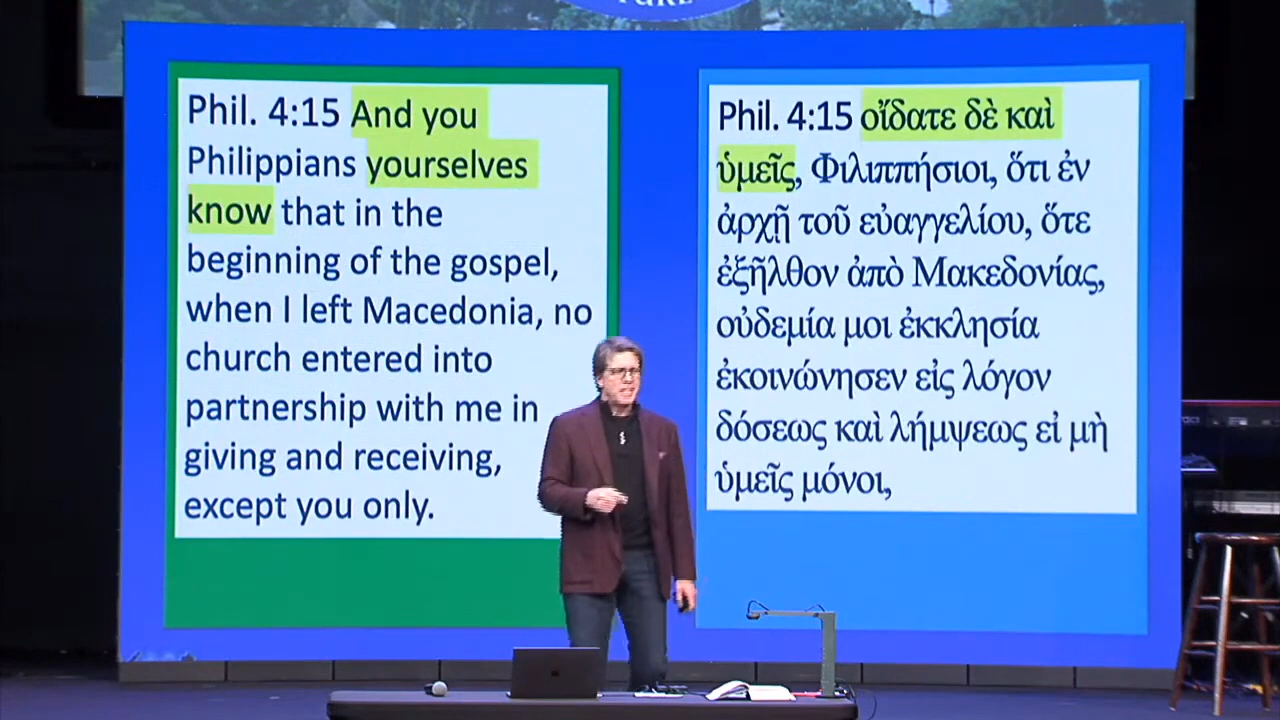 Phil. 4:15 And you
Philippians yourselves
know that in the
beginning of the gospel,
when I left Macedonia, no
church entered into
partnership with me in
giving and receiving,
except you only.
Phil. 4:15 οἴδατε δὲ καὶ
ὑμεῖς, Φιλιππήσιοι, ὅτι ἐν
ἀρχῇ τοῦ εὐαγγελίου, ὅτε
ἐξῆλθον ἀπὸ Μακεδονίας,
οὐδεμία μοι ἐκκλησία
ἐκοινώνησεν εἰς λόγον
δόσεως καὶ λήμψεως εἰ μὴ
ὑμεῖς μόνοι,